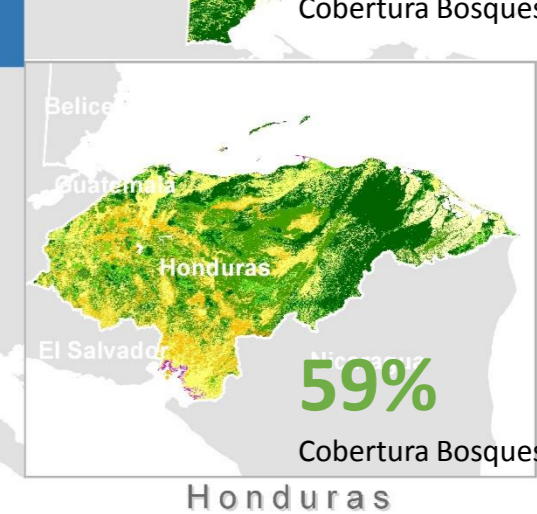 Cobertura Bosques
Belice
Guatemala
Honduras
El Salvador
Nicaragua
59%
Cobertura Bosques
Honduras